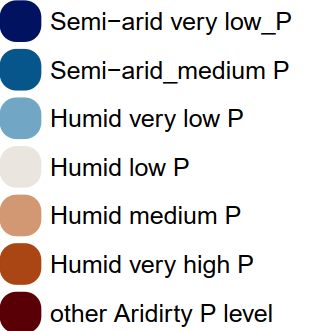 Semi−arid very low_P
Semi−arid_medium P
Humid very low P
Humid low P
Humid medium P
Humid very high P
other Aridirty P level